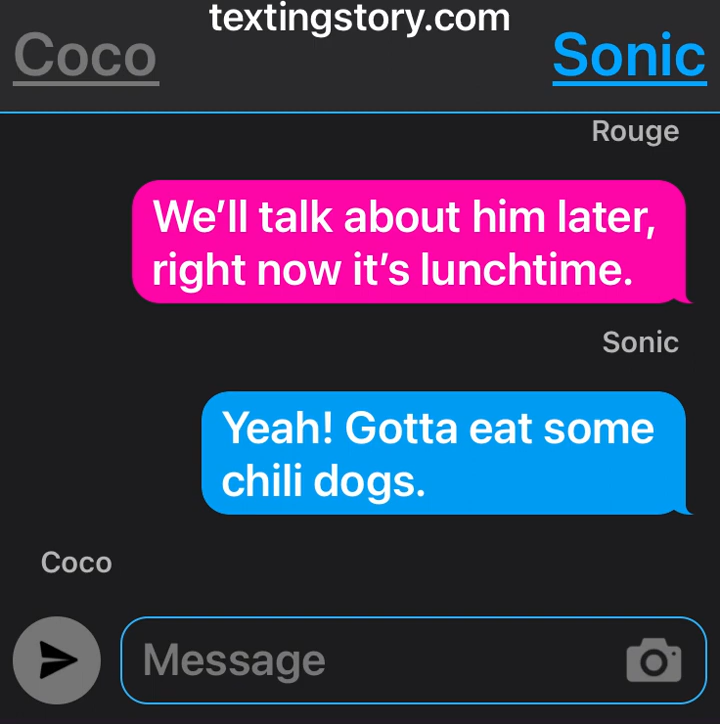 textingstory.com
Coco
Sonic
Rouge
We’ll talk about him later,
right now it’s lunchtime.
Sonic
Yeah! Gotta eat some
chili dogs.
Coco
Message